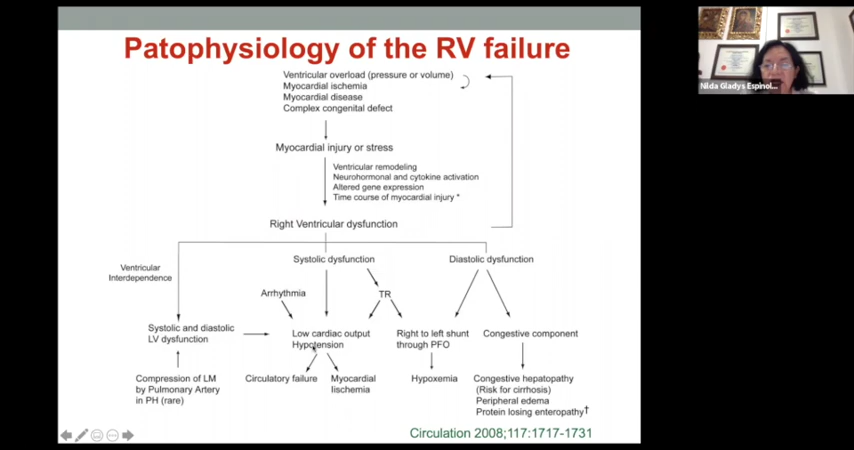 Patophysiology of the RV failure
Ventricular overload (pressure or volume)
Myocardial ischemia
Myocardial disease
Complex congenital defect
Myocardial injury or stress
Ventricular remodeling
Neurohormonal and cytokine activation
Altered gene expression
Time course of myocardial injury *
Right Ventricular dysfunction
Ventricular
Interdependence
Systolic dysfunction
Diastolic dysfunction
Arrhythmia
TR
Systolic and diastolic
LV dysfunction
Low cardiac output
Hypotension
Right to left shunt
through PFO
Congestive component
Compression of LM
by Pulmonary Artery
in PH (rare)
Circulatory failure
Myocardial
Iischemia
Hypoxemia
Congestive hepatopathy
(Risk for cirrhosis)
Peripheral edema
Protein losing enteropathy†
Circulation 2008;117:1717-1731
Nilda Gladys Espinol...